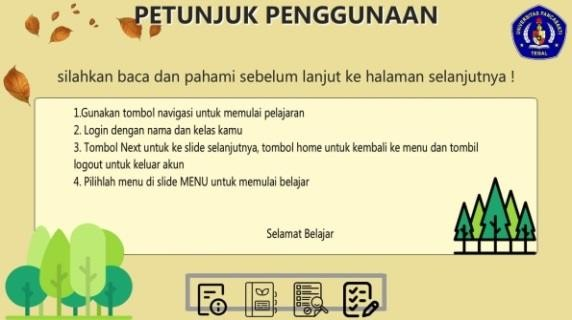 PETUNJUK PENGGUNAAN
UNIVERSITAS PANCASAKTI
TEGAL
silahkan baca dan pahami sebelum lanjut ke halaman selanjutnya !
1.Gunakan tombol navigasi untuk memulai pelajaran
2. Login dengan nama dan kelas kamu
3. Tombol Next untuk ke slide selanjutnya, tombol home untuk kembali ke menu dan tombil
logout untuk keluar akun
4. Pilihlah menu di slide MENU untuk memulai belajar
Selamat Belajar